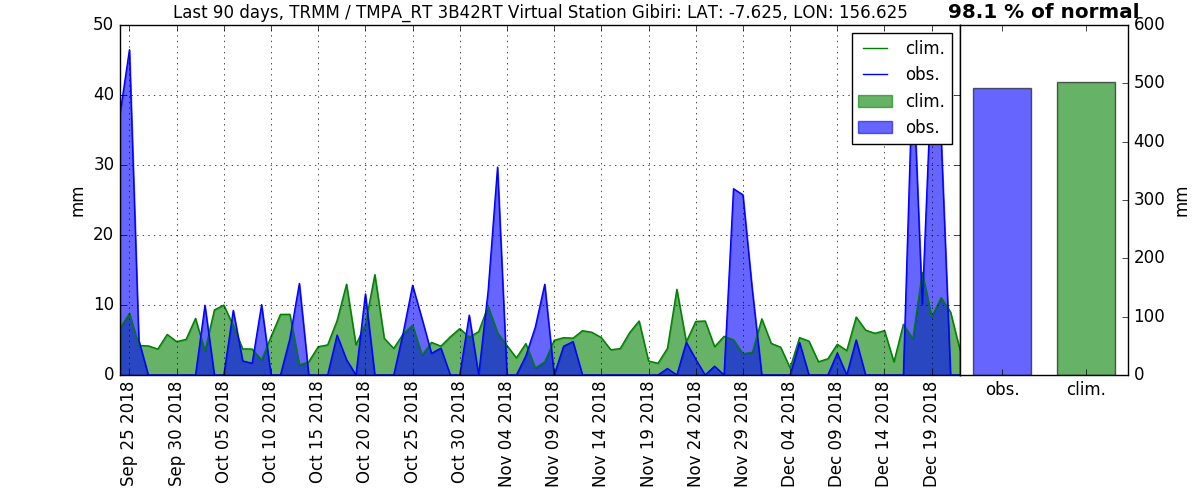 Last 90 days, TRMM / TMPA_RT 3B42RT Virtual Station Gibiri: LAT: -7.625, LON: 156.625
98.1 % of normal
50
40
30
20
10
0
mm
clim.
obs.
clim.
obs.
600
500
400
300
200
100
0
mm
obs.
clim.
Sep 25 2018
Sep 30 2018
Oct 05 2018
Oct 10 2018
Oct 15 2018
Oct 20 2018
Oct 25 2018
Oct 30 2018
Nov 04 2018
Nov 09 2018
Nov 14 2018
Nov 19 2018
Nov 24 2018
Nov 29 2018
Dec 04 2018
Dec 09 2018
Dec 14 2018
Dec 19 2018